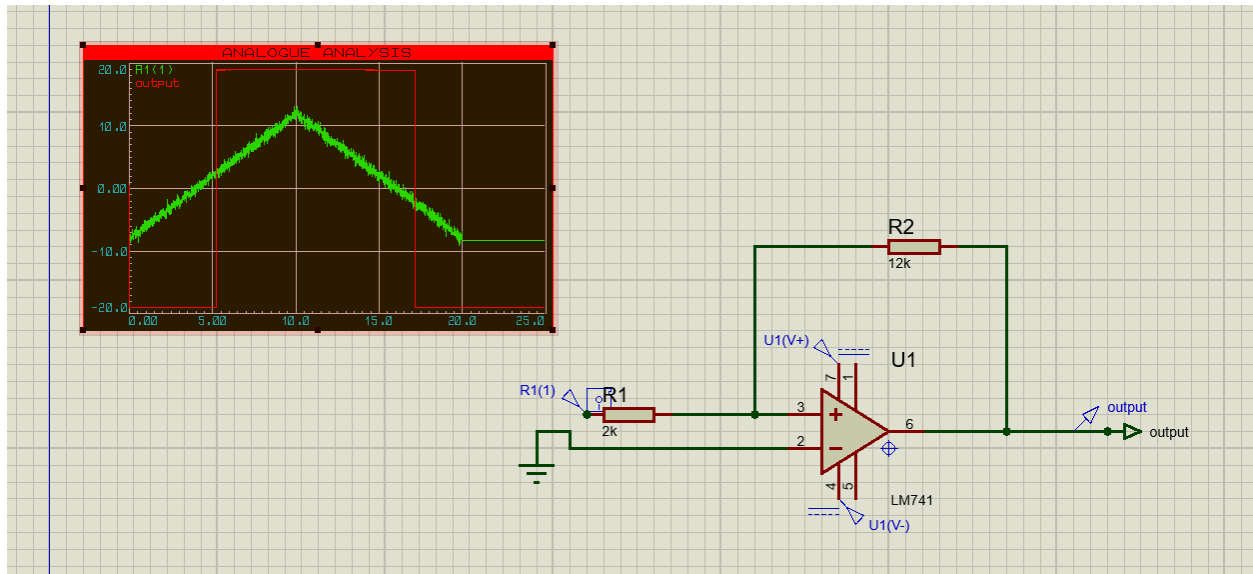 ANALOGUE ANALYSIS
20.0
R1(1)
output
10.0
0.00
-10.0
-20.0
0.00 5.00 10.0 15.0 20.0 25.0
R2
12k
U1(V+)
U1
7
1
R1(1)
R1
2k
3
2
6
output
output
4
5
LM741
U1(V-)